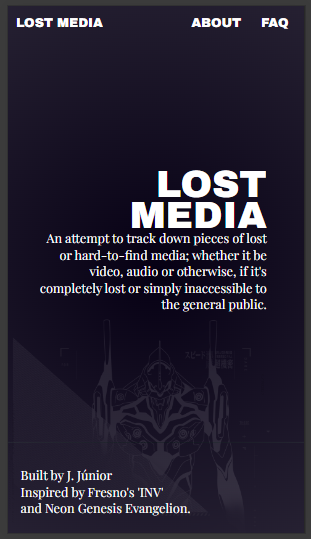 LOST MEDIA ABOUT FAQ
LOST
MEDIA
An attempt to track down pieces of lost
or hard-to-find media; whether it be
video, audio or otherwise, if it's
completely lost or simply inaccessible to
the general public.
Built by J. Júnior
Inspired by Fresno's 'INV'
and Neon Genesis Evangelion.